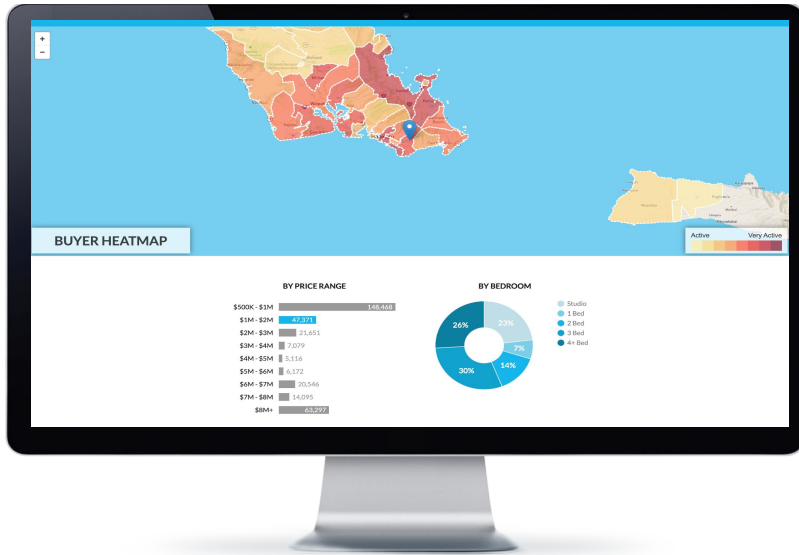 +
−
BUYER HEATMAP
Active Very Active
BY PRICE RANGE
$500K - $1M 148,468
$1M - $2M 47,371
$2M - $3M 21,651
$3M - $4M 7,079
$4M - $5M 5,116
$5M - $6M 6,172
$6M - $7M 20,546
$7M - $8M 14,095
$8M+ 63,297
BY BEDROOM
23%
7%
14%
30%
26%
Studio
1 Bed
2 Bed
3 Bed
4+ Bed